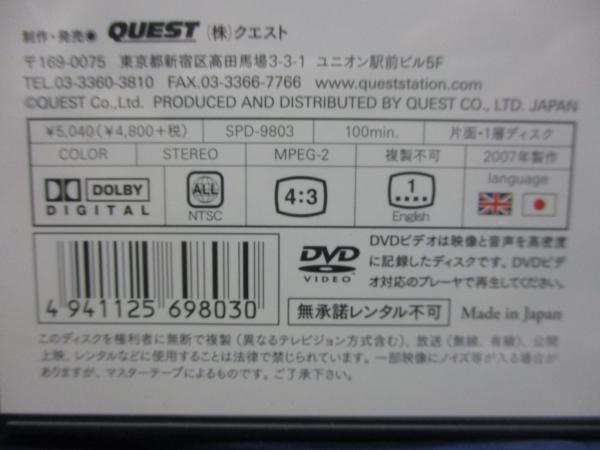 制作・発売● QUEST (株)クエスト
〒169-0075 東京都新宿区高田馬場3-3-1 ユニオン駅前ビル5F
TEL.03-3360-3810 FAX.03-3366-7766 www.queststation.com
©QUEST Co.,Ltd. PRODUCED AND DISTRIBUTED BY QUEST CO., LTD. JAPAN
¥5,040(¥4,800+税) SPD-9803 100min. 片面・1層ディスク
COLOR STEREO MPEG-2 複製不可 2007年製作
DOLBY DIGITAL
ALL
NTSC
4:3
1
English
language
DVD VIDEO
DVDビデオは映像と音声を高密度
に記録したディスクです。DVDビデ
オ対応のプレーヤで再生してください。
4 941125 698030
無承諾レンタル不可
Made in Japan
このディスクを権利者に無断で複製(異なるテレビジョン方式含む)、放送(無線、有線)、公開
上映、レンタルなどに使用することは法律で禁じられています。一部映像にノイズ等が入る場合が
ありますが、マスターテープによるものです。ご了承下さい。